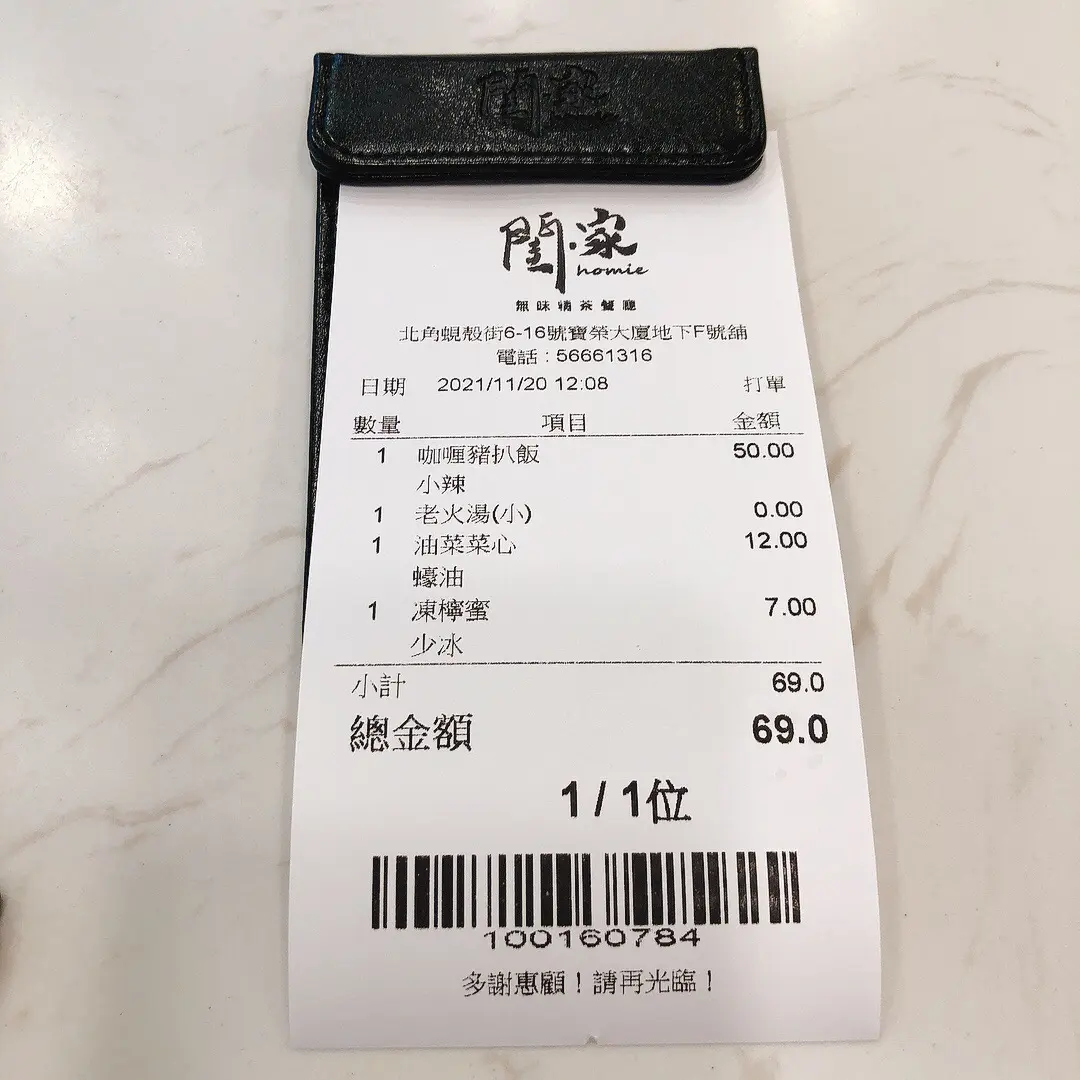 閨·家
homie
無味精茶餐廳
北角蜆殼街6-16號寶榮大廈地下F號舖
電話 : 56661316
日期 2021/11/20 12:08 打單
數量 項目 金額
1 咖喱豬扒飯 50.00
小辣
1 老火湯(小) 0.00
1 油菜菜心 12.00
蠔油
1 凍檸蜜 7.00
少冰
小計 69.0
總金額 69.0
1 / 1位
100160784
多謝惠顧！請再光臨！